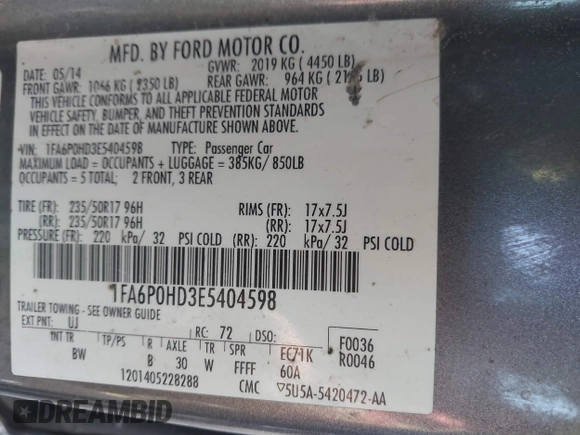 MFD. BY FORD MOTOR CO.
DATE: 05/14 GVWR: 2019 KG ( 4450 LB)
FRONT GAWR: 1066 KG ( 2350 LB) REAR GAWR: 964 KG ( LB)
THIS VEHICLE CONFORMS TO ALL APPLICABLE FEDERAL MOTOR
VEHICLE SAFETY, BUMPER, AND THEFT PREVENTION STANDARDS
IN EFFECT ON THE DATE OF MANUFACTURE SHOWN ABOVE.
VIN: 1FA6P0HD3E5404598 TYPE: Passenger Car
MAXIMUM LOAD = OCCUPANTS + LUGGAGE = 385KG/ 850LB
OCCUPANTS = 5 TOTAL; 2 FRONT, 3 REAR
TIRE (FR): 235/50R17 96H RIMS (FR): 17x7.5J
(RR): 235/50R17 96H (RR): 17x7.5J
PRESSURE (FR): 220 kPa/ 32 PSI COLD (RR): 220 kPa/ 32 PSI COLD
1FA6P0HD3E5404598
TRAILER TOWING - SEE OWNER GUIDE
EXT PNT: UJ RC: 72 DSO: F0036
INT TR TP/PS R AXLE TR SPR EC71K R0046
BW B 30 W FFFF 60A
1201405228288 CMC 5U5A-5420472-AA
DREAMBID